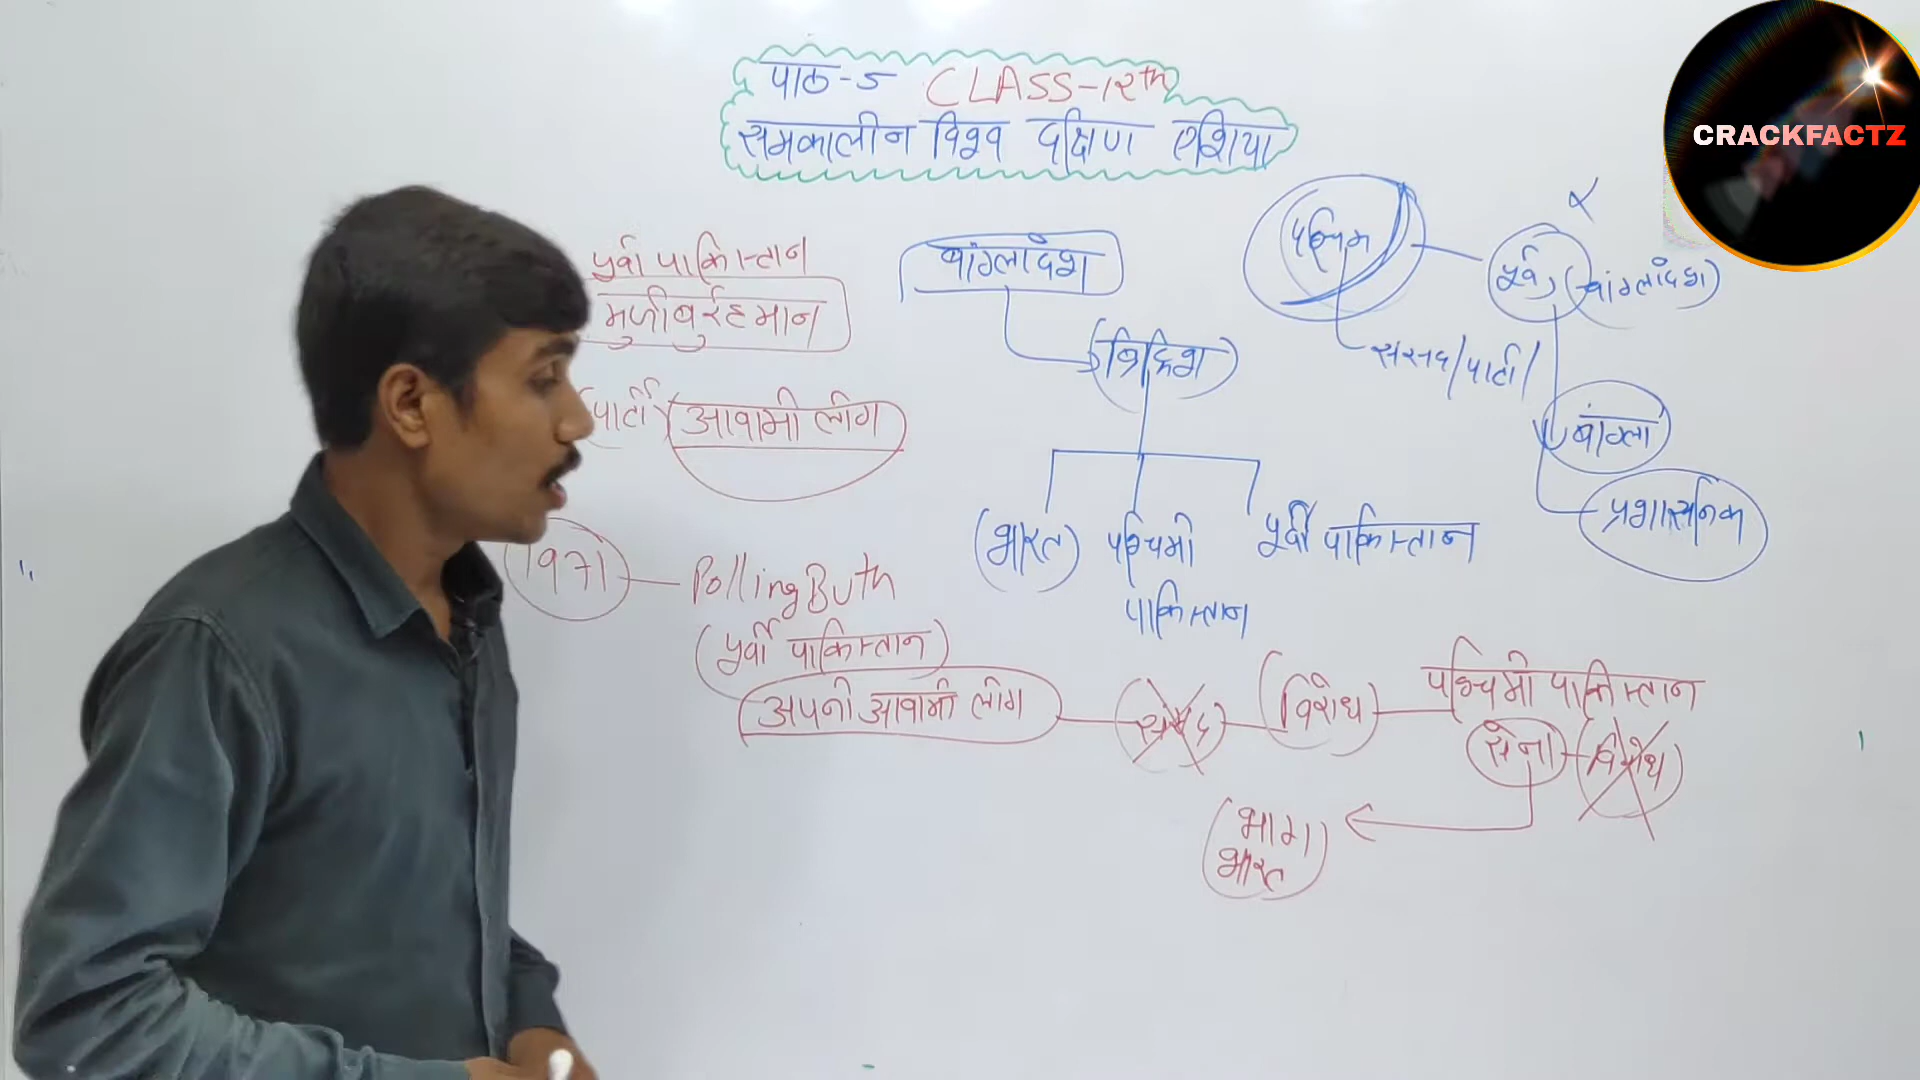 पाठ-5 CLASS-12th
समकालीन विश्व दक्षिण एशिया
CRACKFACTZ
पूर्वी पाकिस्तान
मुजीबुर्रहमान
पार्टी आवामी लीग
1971 Polling Buth
(पूर्वी पाकिस्तान)
अपनी आवामी लीग
बांग्लादेश
(ब्रिटिश)
(भारत) पश्चिमी पाकिस्तान पूर्वी पाकिस्तान
पश्चिम
पूर्व (बांग्लादेश)
संसद/पार्टी/
बांग्ला
प्रशासनिक
(संसद) (विरोध) पश्चिमी पाकिस्तान
सेना (विरोध)
(भाग
भारत)